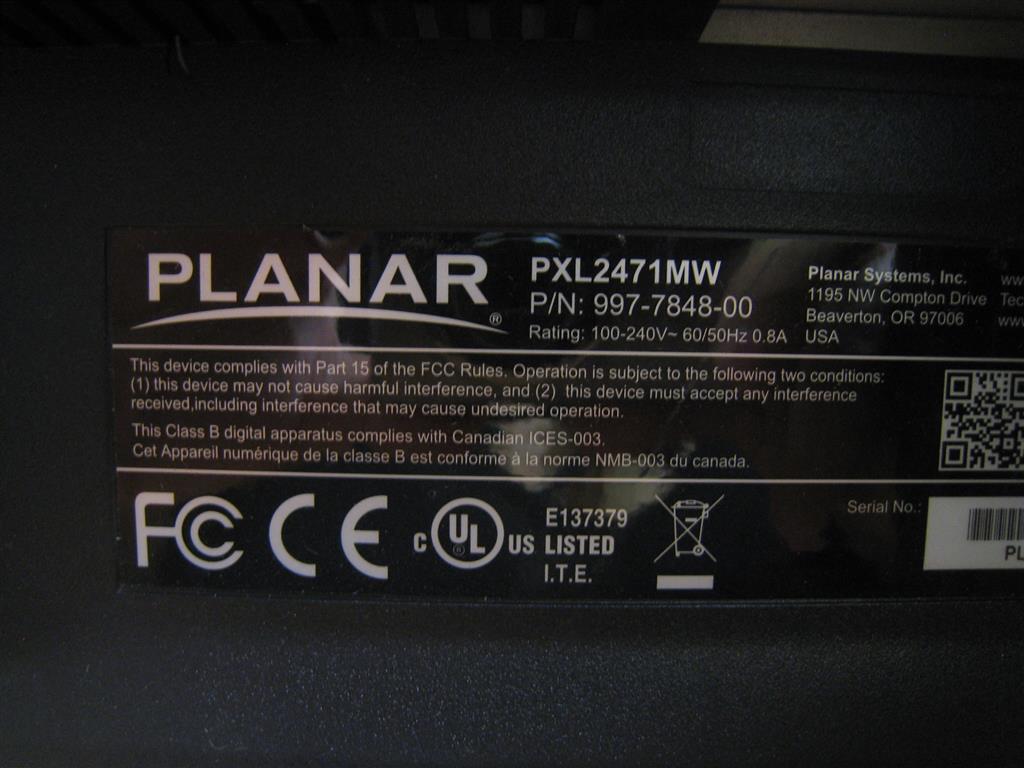 PLANAR®
PXL2471MW
P/N: 997-7848-00
Rating: 100-240V~ 60/50Hz 0.8A
Planar Systems, Inc.
1195 NW Compton Drive
Beaverton, OR 97006
USA
This device complies with Part 15 of the FCC Rules. Operation is subject to the following two conditions:
(1) this device may not cause harmful interference, and (2) this device must accept any interference
received,including interference that may cause undesired operation.
This Class B digital apparatus complies with Canadian ICES-003.
Cet Appareil numérique de la classe B est conforme à la norme NMB-003 du canada.
FC CE
C UL® US
E137379
LISTED
I.T.E.
Serial No.:
PL